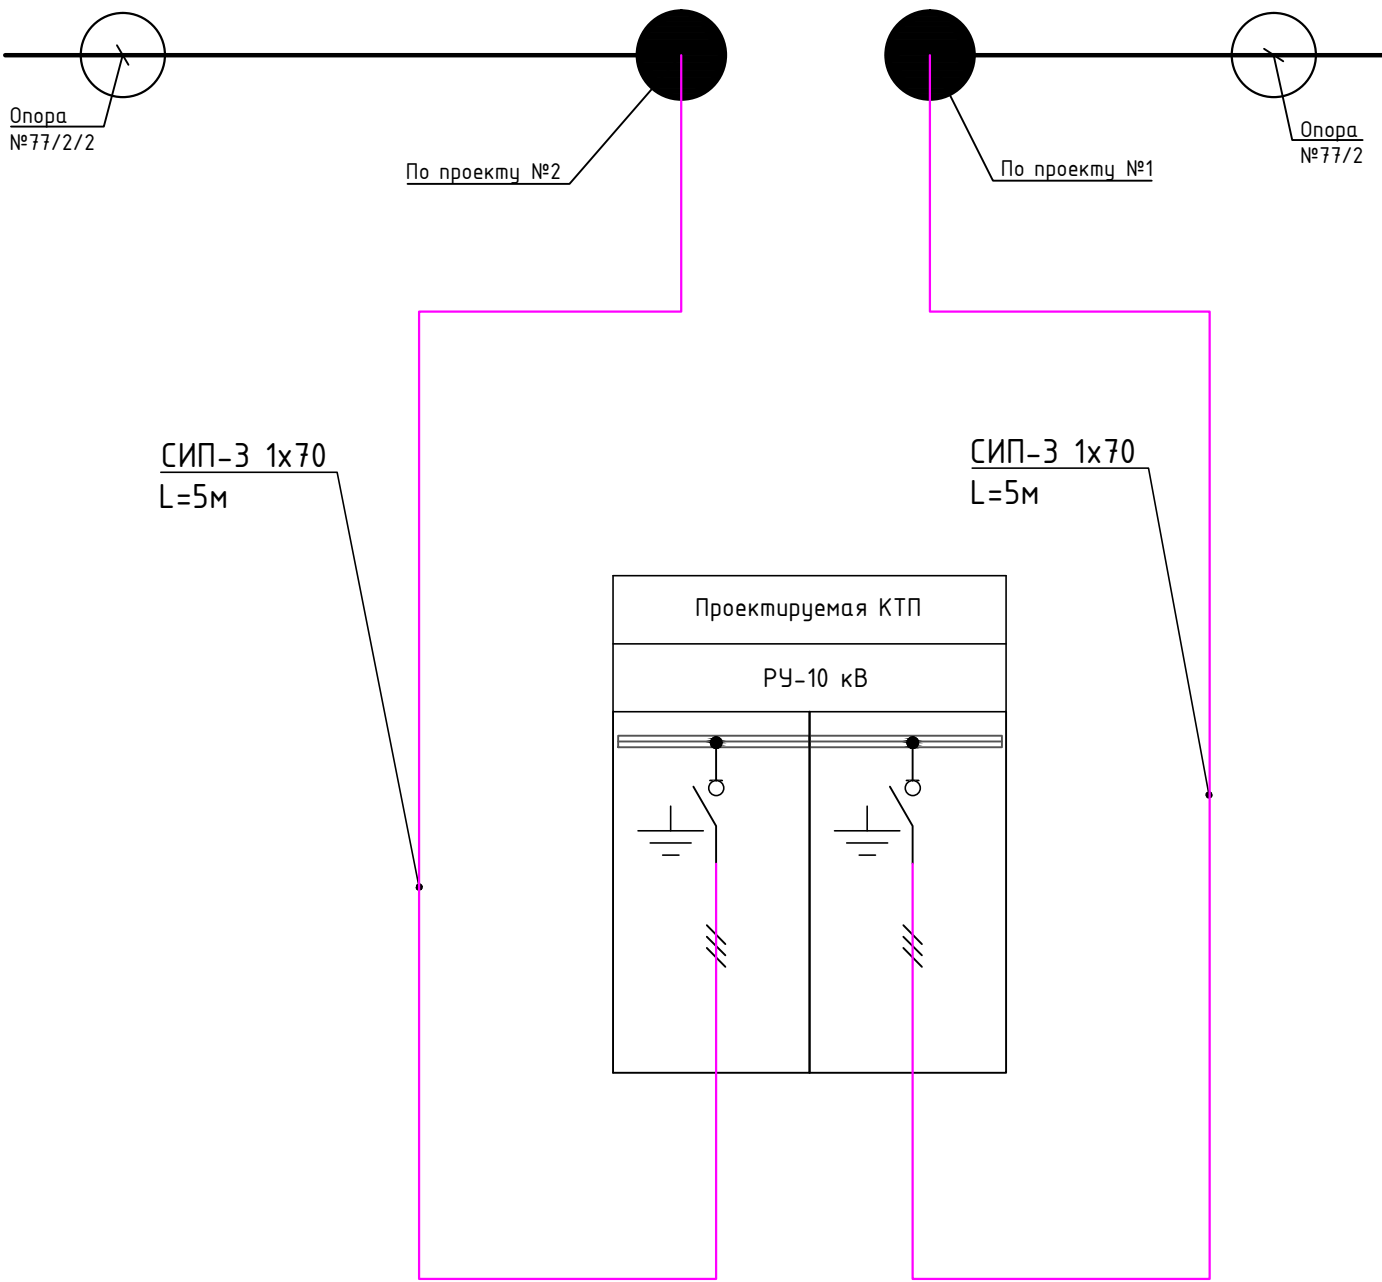 Опора
№77/2/2
По проекту №2
По проекту №1
Опора
№77/2
СИП-3 1х70
L=5м
СИП-3 1х70
L=5м
Проектируемая КТП
РУ-10 кВ